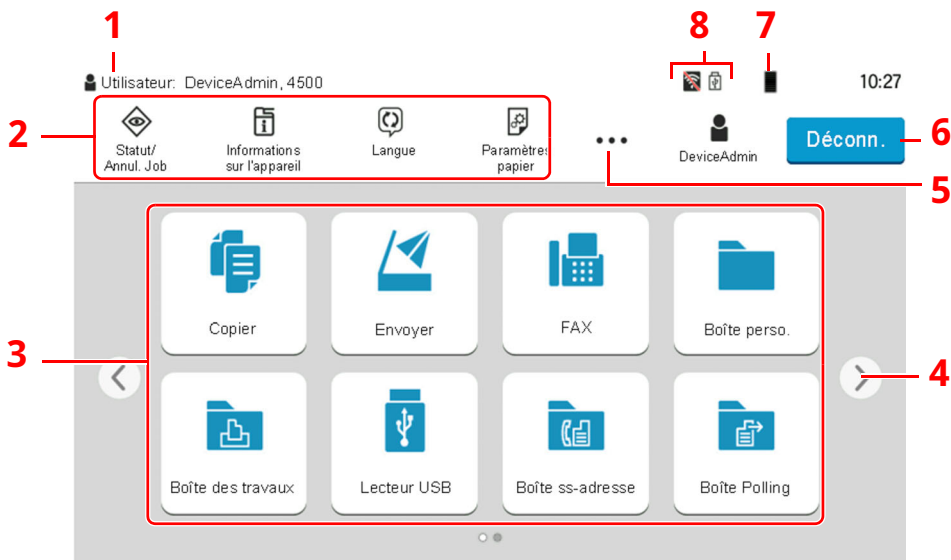 1
8
7
Utilisateur: DeviceAdmin, 4500
10:27
2
Statut/
Annul. Job
Informations
sur l'appareil
Langue
Paramètres
papier
DeviceAdmin
Déconn.
6
5
3
Copier
Envoyer
FAX
Boîte perso.
4
Boîte des travaux
Lecteur USB
Boîte ss-adresse
Boîte Polling